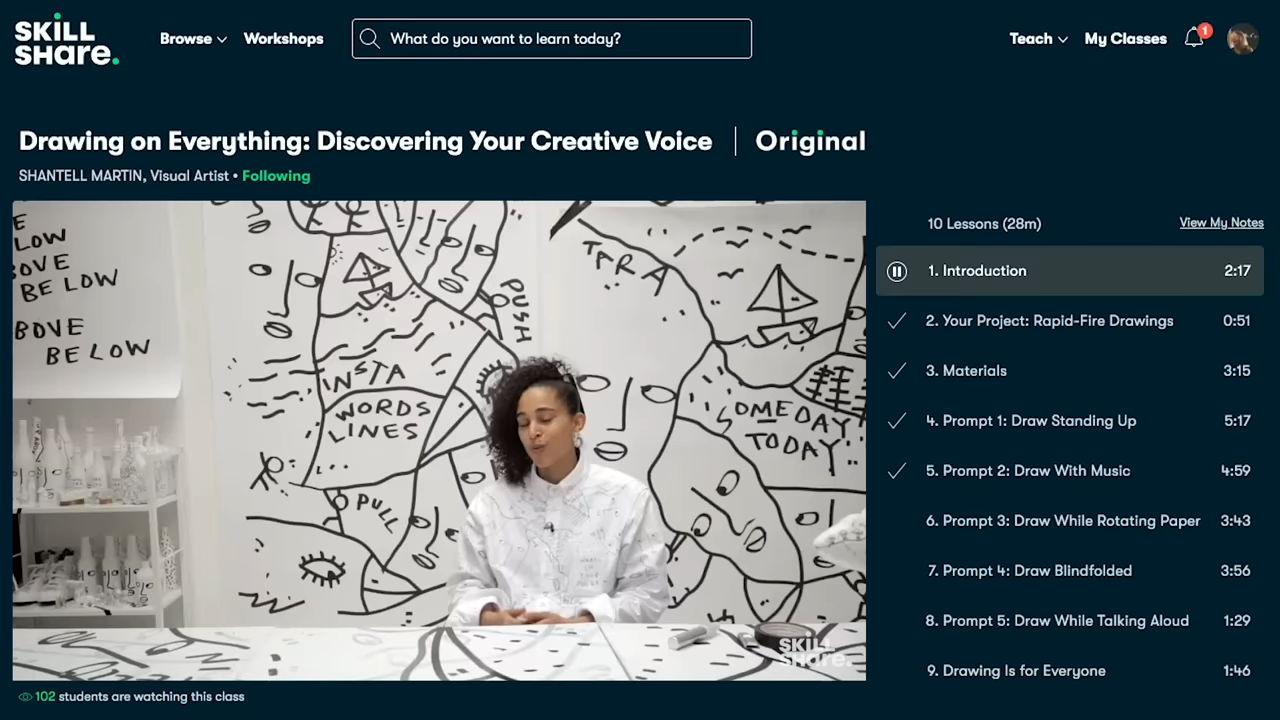 SKiLL
SHare.
Browse
Workshops
What do you want to learn today?
Teach
My Classes
1
Drawing on Everything: Discovering Your Creative Voice
Original
SHANTELL MARTIN, Visual Artist • Following
LOW
BE LOW
BELOW
TARA
PUSH
INSTA
WORDS
LINES
PULL
SOMEDAY
TODAY
SKiLL
SHare.
102 students are watching this class
10 Lessons (28m)
View My Notes
1. Introduction 2:17
2. Your Project: Rapid-Fire Drawings 0:51
3. Materials 3:15
4. Prompt 1: Draw Standing Up 5:17
5. Prompt 2: Draw With Music 4:59
6. Prompt 3: Draw While Rotating Paper 3:43
7. Prompt 4: Draw Blindfolded 3:56
8. Prompt 5: Draw While Talking Aloud 1:29
9. Drawing Is for Everyone 1:46